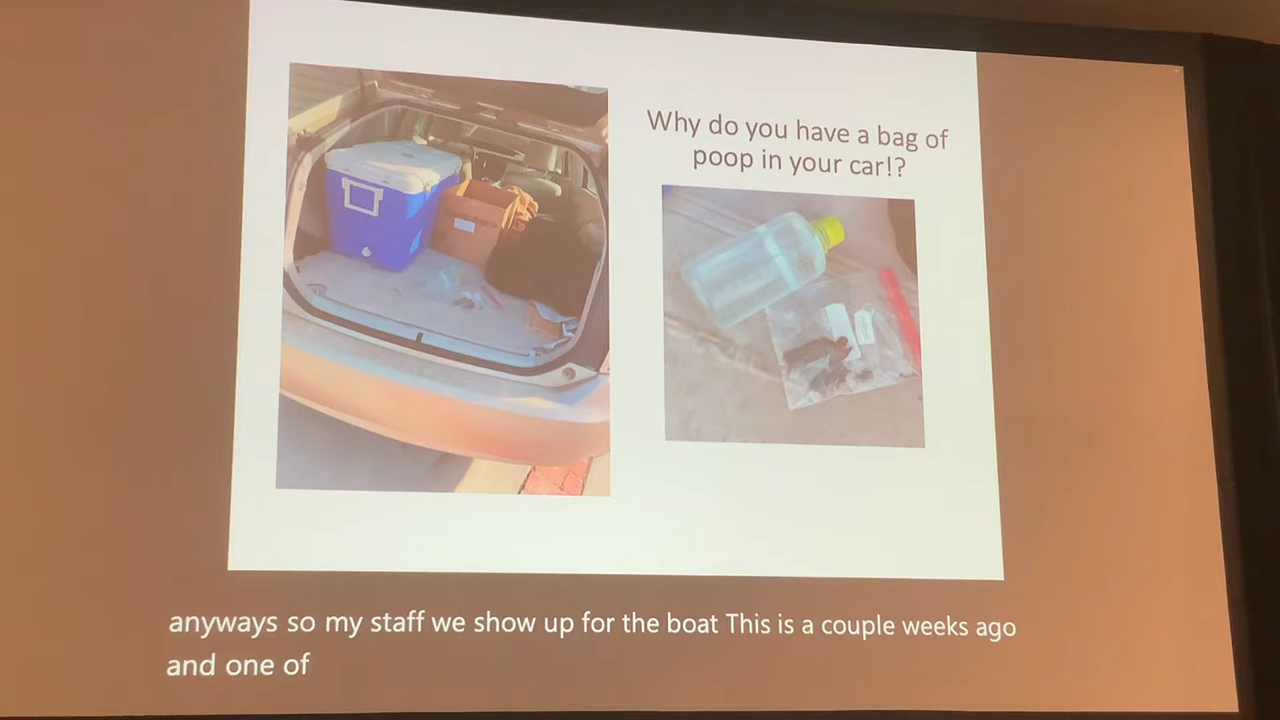 Why do you have a bag of
poop in your car!?
anyways so my staff we show up for the boat This is a couple weeks ago
and one of